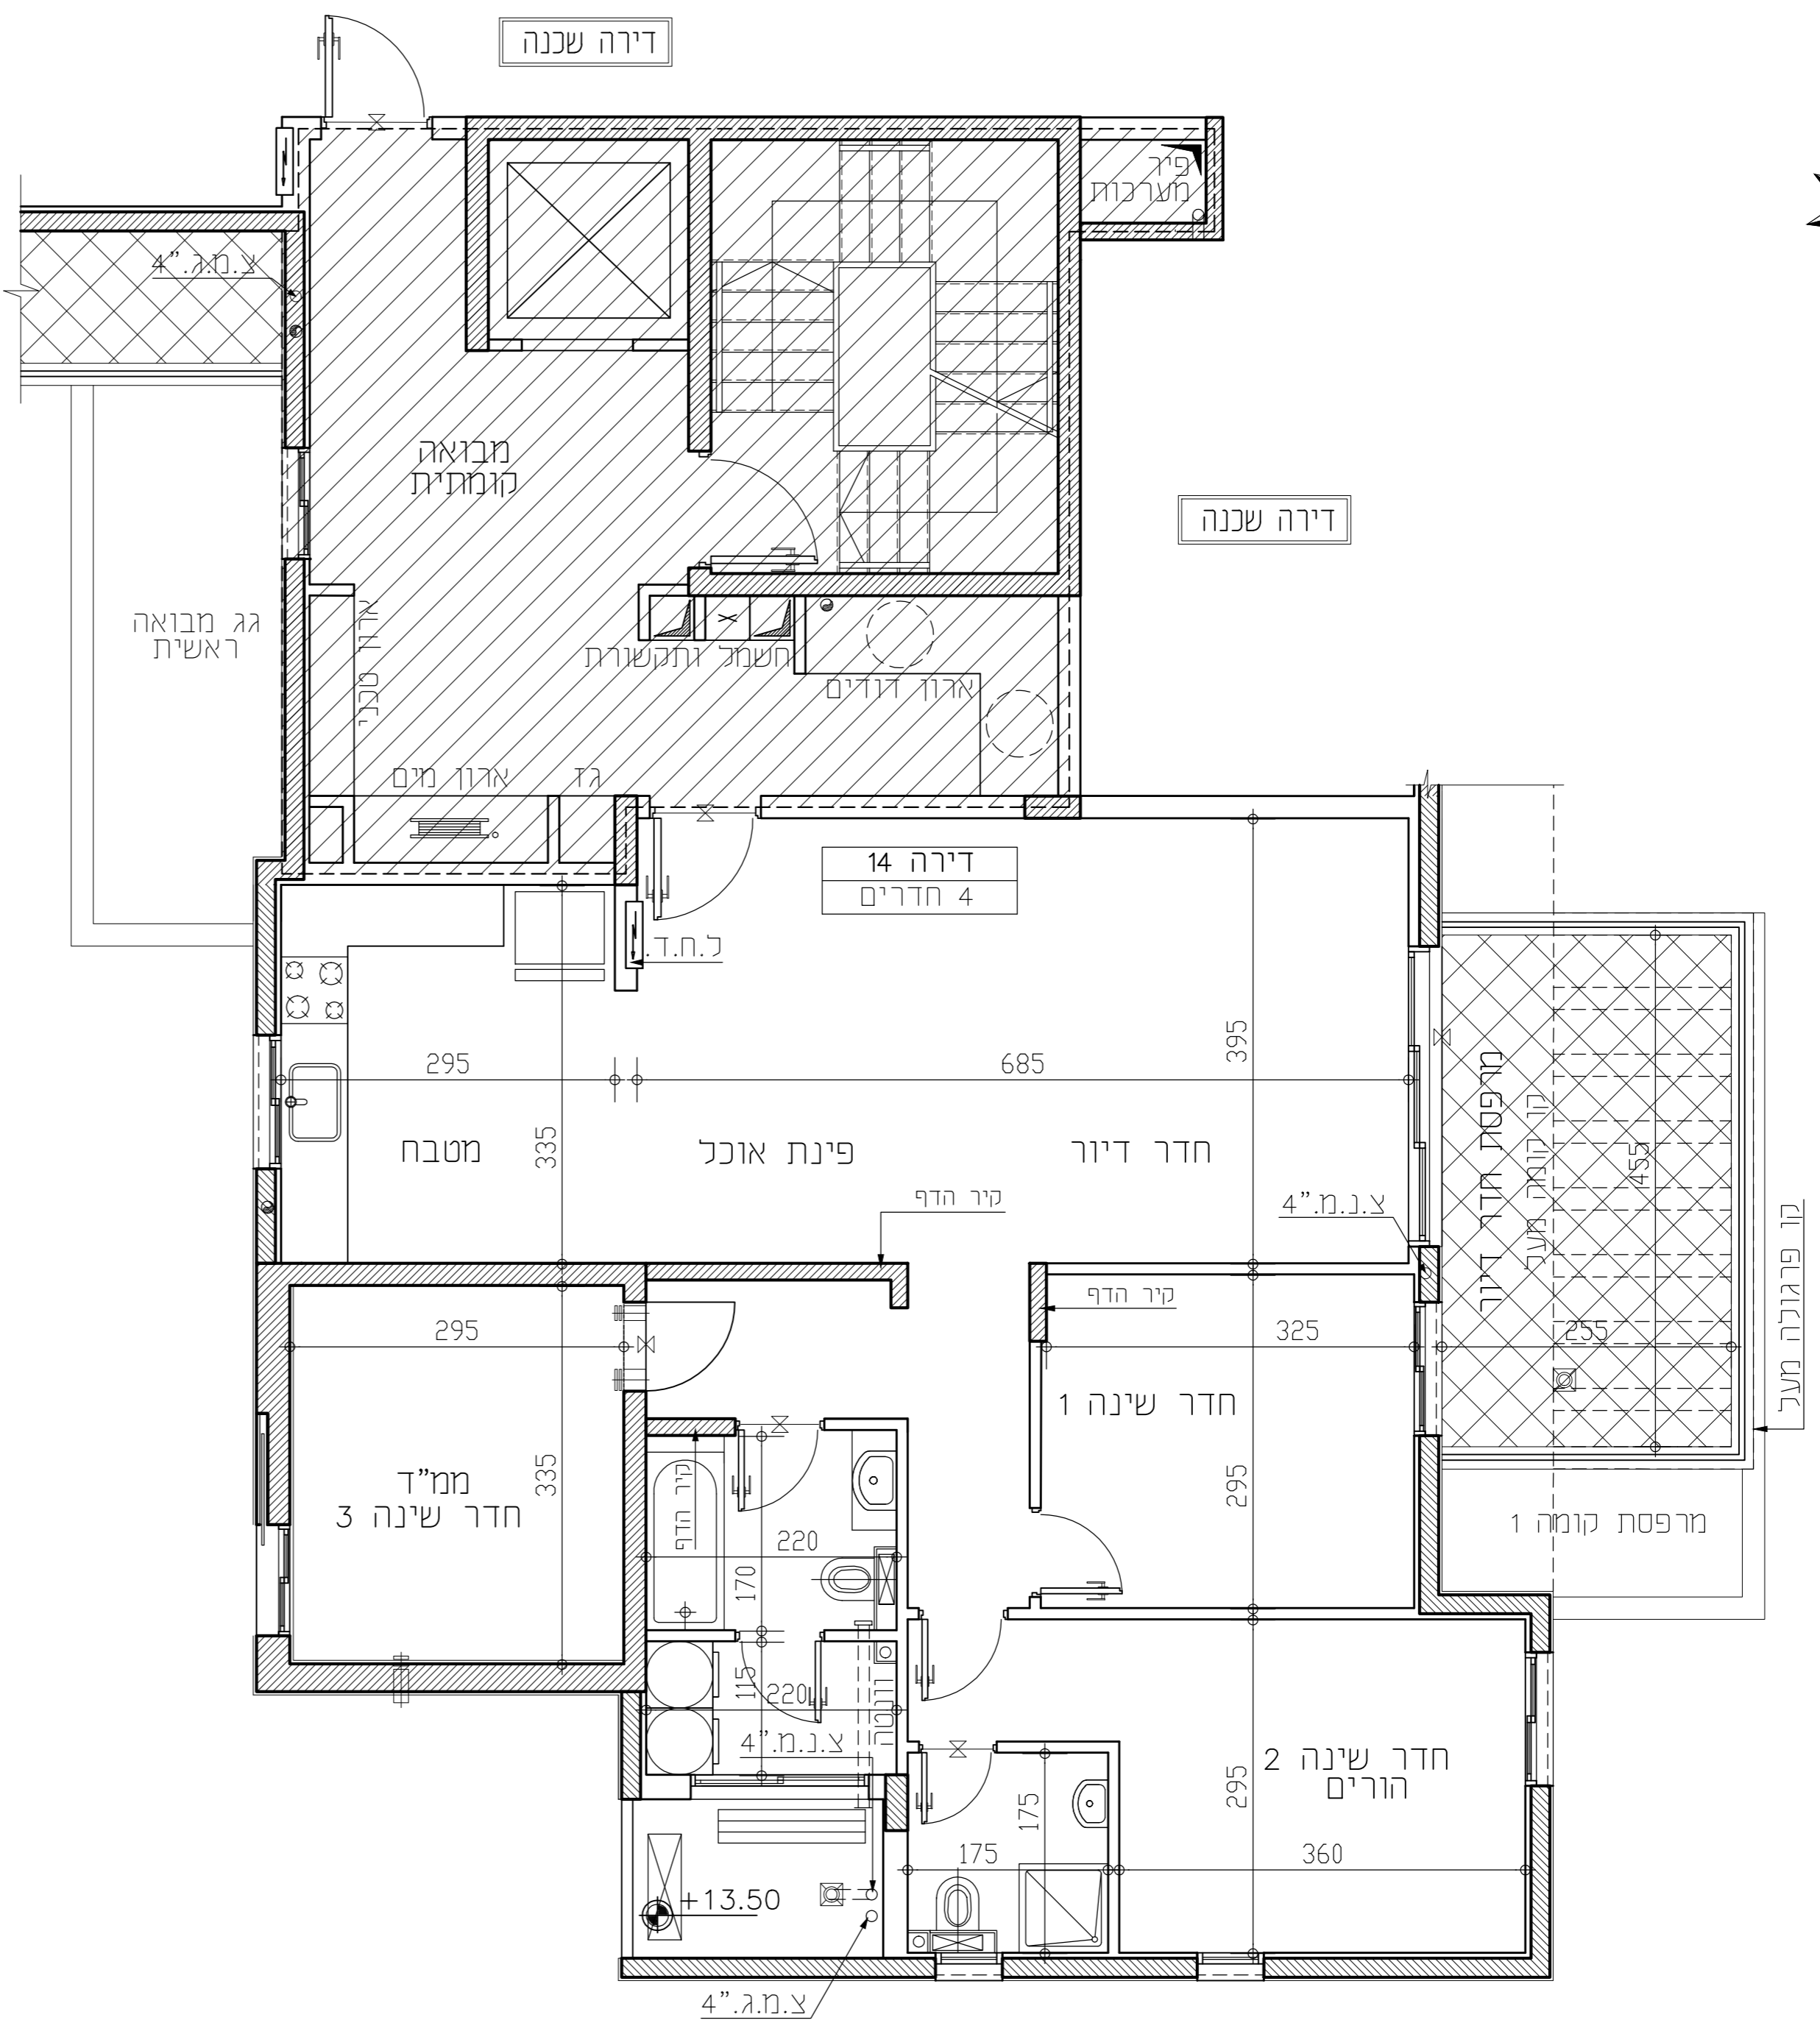 דירה שכנה
פיר
מערכות
צ.מ.ג."4
מבואה
קומתית
דירה שכנה
גג מבואה
ראשית
ארון טכני
חשמל ותקשורת
ארון דודים
ארון מים
גז
דירה 14
4 חדרים
ל.ח.ד.
295
685
395
335
מטבח
פינת אוכל
חדר דיור
קיר הדף
צ.נ.מ."4
מרפסת חדר דיור
קו קומה מעל
455
255
קו פרגולה מעל
מרפסת קומה 1
קיר הדף
295
325
חדר שינה 1
295
335
ממ"ד
חדר שינה 3
קיר הדף
220
170
115
220
וונטה
צ.נ.מ."4
חדר שינה 2
הורים
295
175
175
360
+13.50
צ.מ.ג."4